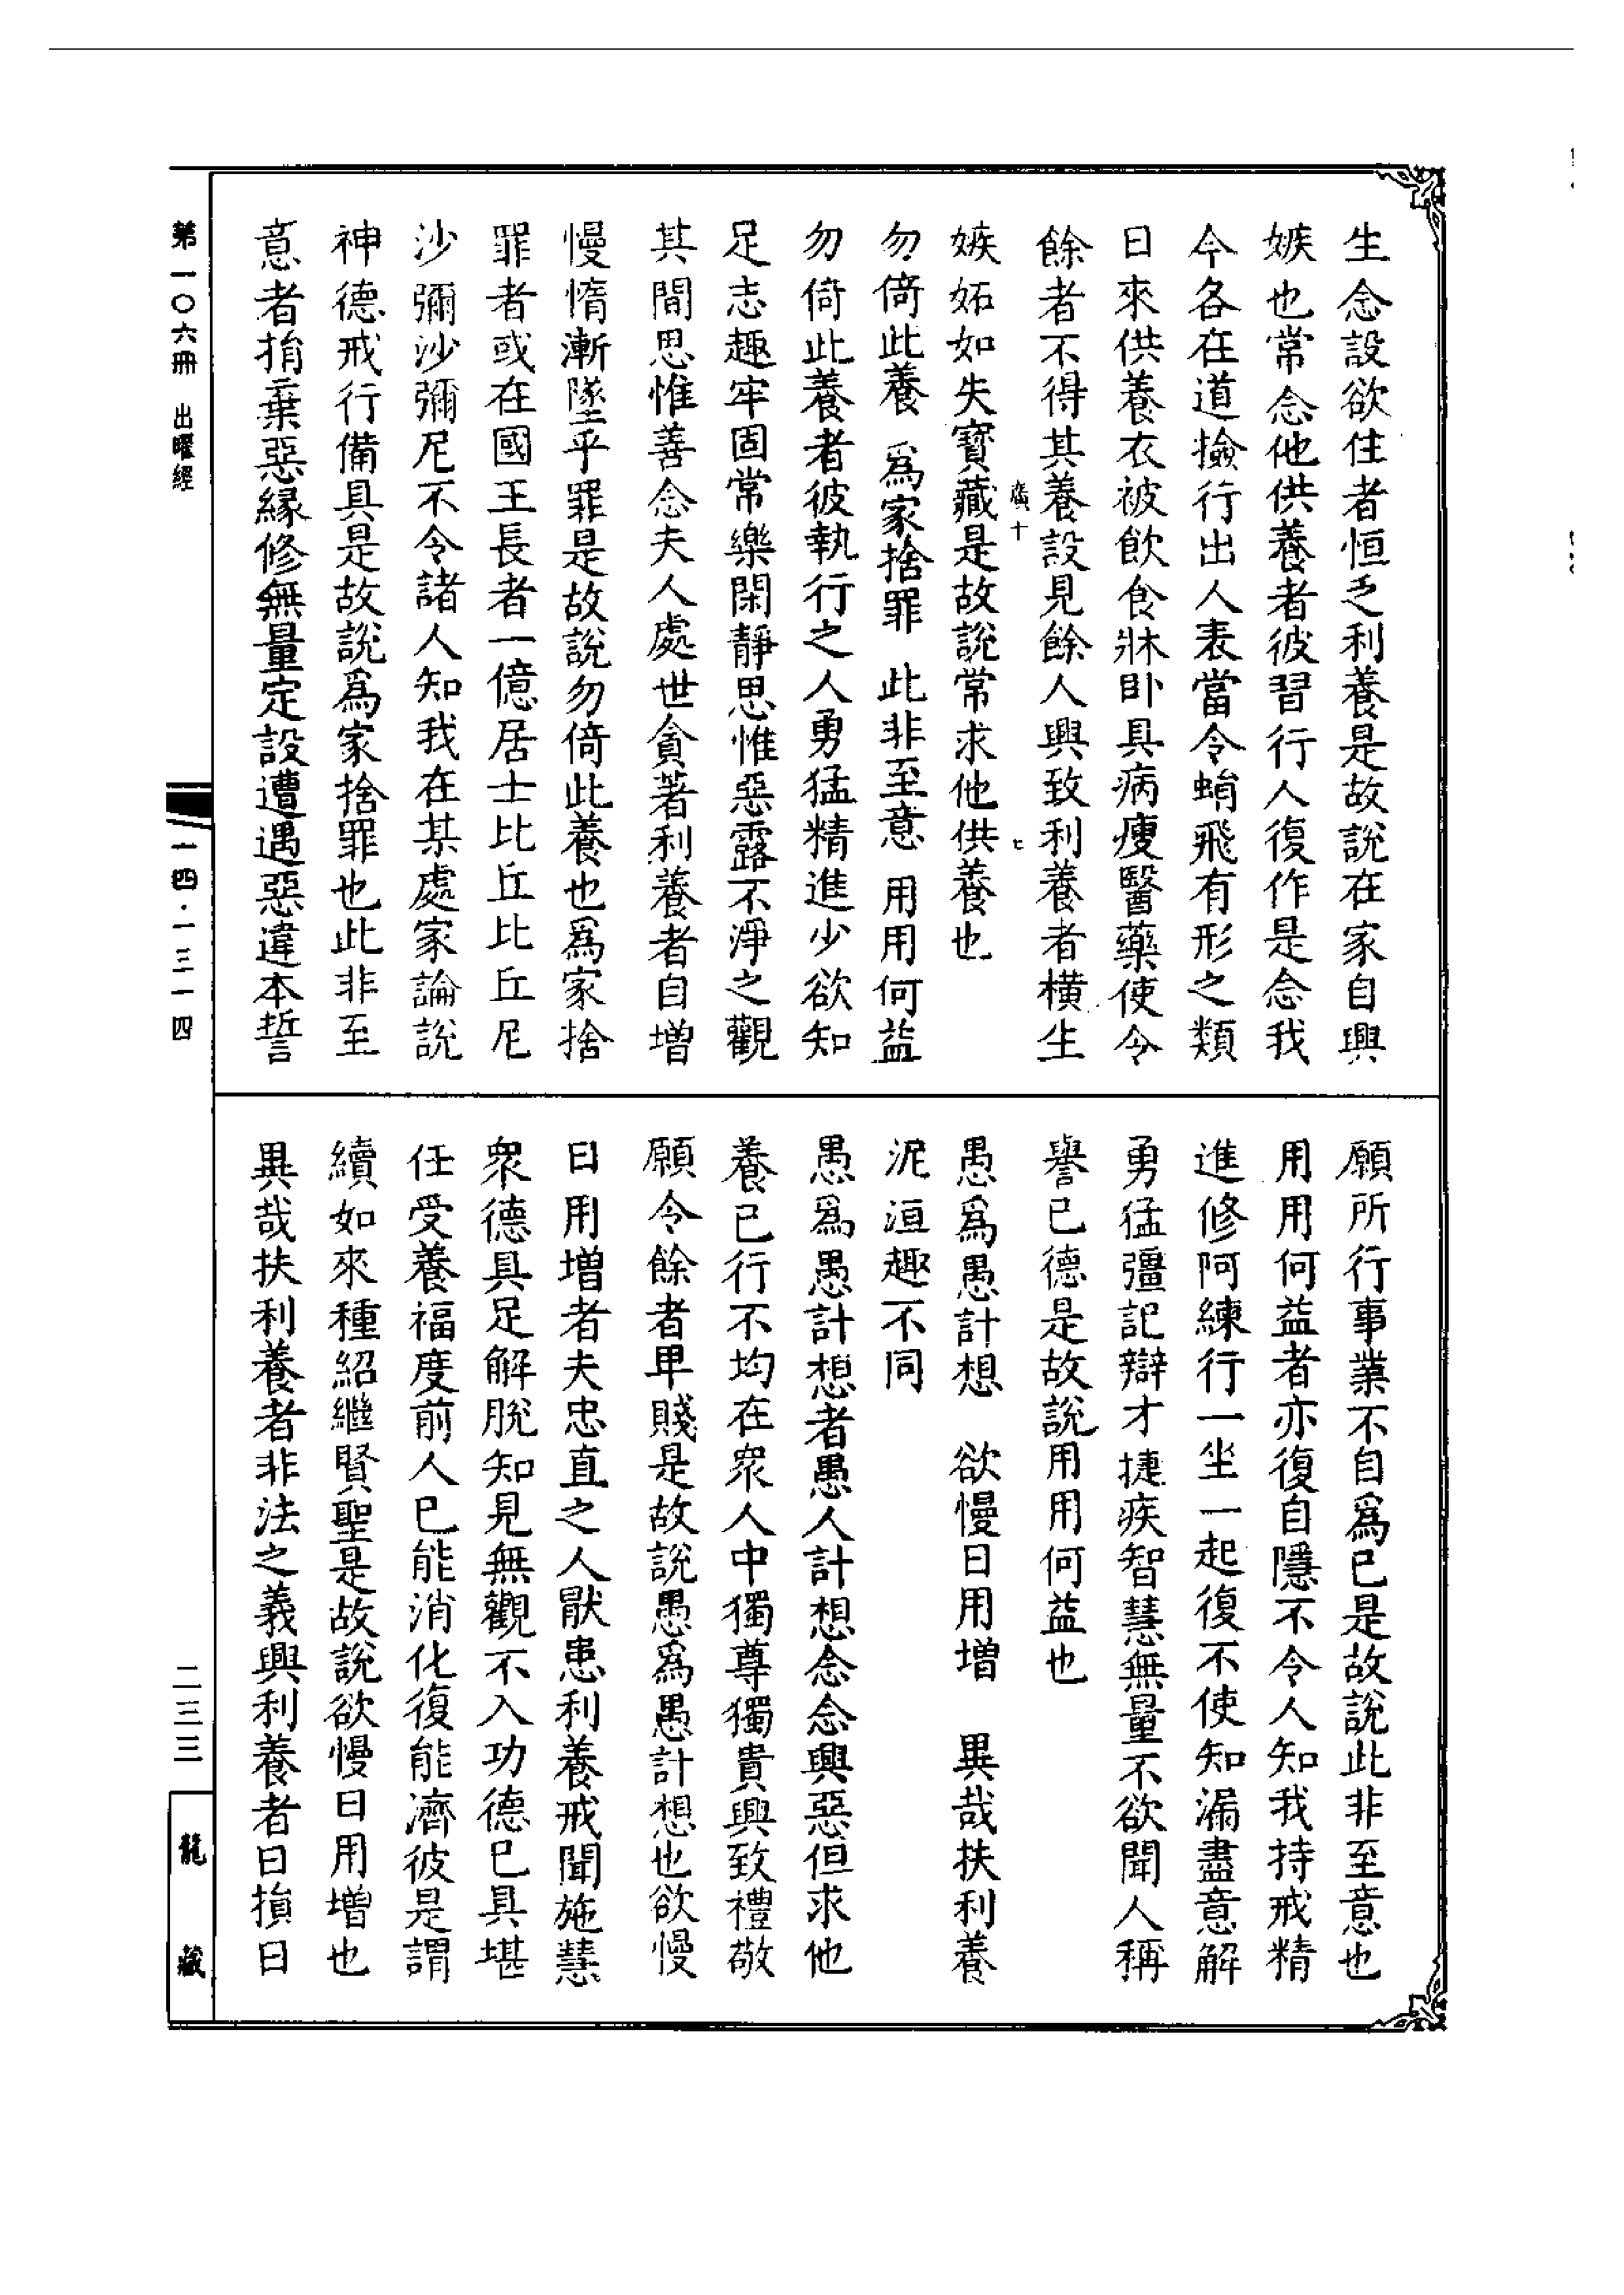 生念設欲住者恒乏利養是故說在家自興
嫉也常念他供養者彼習行人復作是念我
今各在道撿行出人表當令蛸飛有形之類
日來供養衣被飲食牀卧具病瘦醫藥使令
餘者不得其養設見餘人興致利養者橫生
嫉妬如失寶藏是故說常求他供養也
勿倚此養　爲家捨罪　此非至意　用用何益
勿倚此養者彼執行之人勇猛精進少欲知
足志趣牢固常樂閑靜思惟惡露不淨之觀
其間思惟善念夫人處世貪著利養者自增
慢惰漸墜乎罪是故說勿倚此養也爲家捨
罪者或在國王長者一億居士比丘比丘尼
沙彌沙彌尼不令諸人知我在某處家論說
神德戒行備具是故說爲家捨罪也此非至
意者捐棄惡緣修無量定設遭遇惡違本誓
願所行事業不自爲已是故說此非至意也
用用何益者亦復自隱不令人知我持戒精
進修阿練行一坐一起復不使知漏盡意解
勇猛彊記辯才捷疾智慧無量不欲聞人稱
譽已德是故說用用何益也
愚爲愚計想　欲慢日用增　異哉扶利養
泥洹趣不同
愚爲愚計想者愚人計想念念興惡但求他
養已行不均在衆人中獨尊獨貴興致禮敬
願令餘者卑賤是故說愚爲愚計想也欲慢
日用增者夫忠直之人厭患利養戒聞施慧
衆德具足解脫知見無觀不入功德已具堪
任受養福度前人已能消化復能濟彼是謂
續如來種紹繼賢聖是故說欲慢日用增也
異哉扶利養者非法之義興利養者日損日
第一〇六冊　出曜經
一四·一三一四
二三三
龍藏
廣十
七